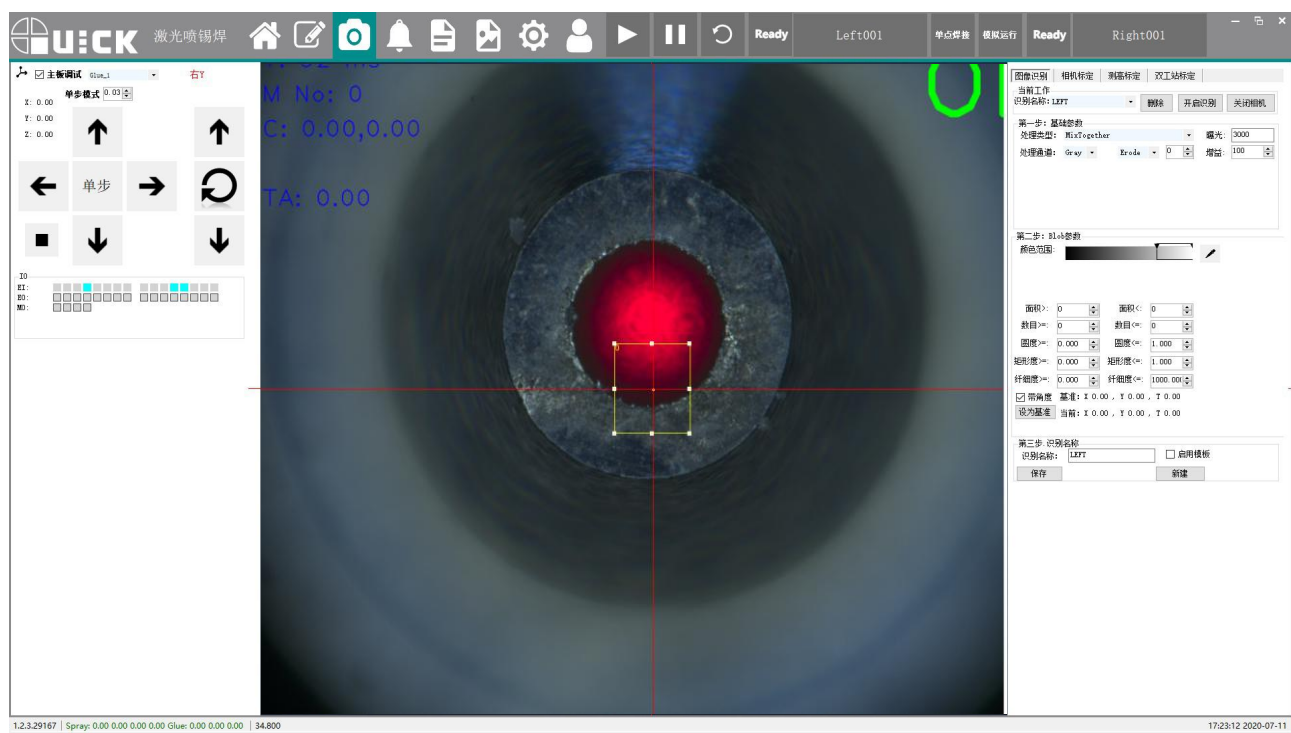 QUICK 激光喷锡焊 Ready Left001 单点焊接 模拟运行 Ready Right001
主板调试 Glue_1 右Y
单步模式 0.03
X: 0.00
Y: 0.00
Z: 0.00
单步
IO
EI:
EO:
MO:
M No: 0
C: 0.00,0.00
TA: 0.00
图像识别 相机标定 测高标定 双工站标定
当前工作
识别名称: LEFT 删除 开启识别 关闭相机
第一步: 基础参数
处理类型: MixTogether 曝光: 3000
处理通道: Gray Erode 0 增益: 100
第二步: Blob参数
颜色范围:
面积>: 0 面积<: 0
数目>=: 0 数目<=: 0
圆度>=: 0.000 圆度<=: 1.000
矩形度>=: 0.000 矩形度<=: 1.000
纤细度>=: 0.000 纤细度<=: 1000.00
带角度 基准: X 0.00 , Y 0.00 , T 0.00
设为基准 当前: X 0.00 , Y 0.00 , T 0.00
第三步.识别名称
识别名称: LEFT 启用模板
保存 新建
1.2.3.29167 Spray: 0.00 0.00 0.00 0.00 Glue: 0.00 0.00 0.00 34.800 17:23:12 2020-07-11